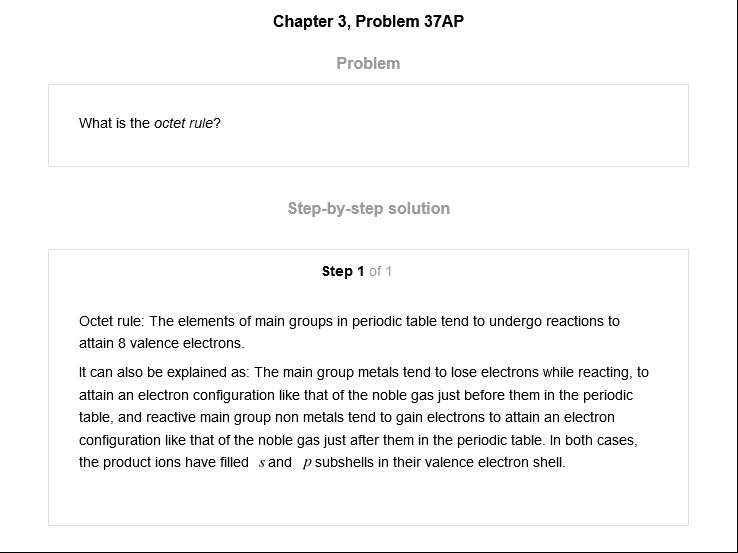 Chapter 3, Problem 37AP
Problem
What is the octet rule?
Step-by-step solution
Step 1 of 1
Octet rule: The elements of main groups in periodic table tend to undergo reactions to
attain 8 valence electrons.
It can also be explained as: The main group metals tend to lose electrons while reacting, to
attain an electron configuration like that of the noble gas just before them in the periodic
table, and reactive main group non metals tend to gain electrons to attain an electron
configuration like that of the noble gas just after them in the periodic table. In both cases,
the product ions have filled s and p subshells in their valence electron shell.